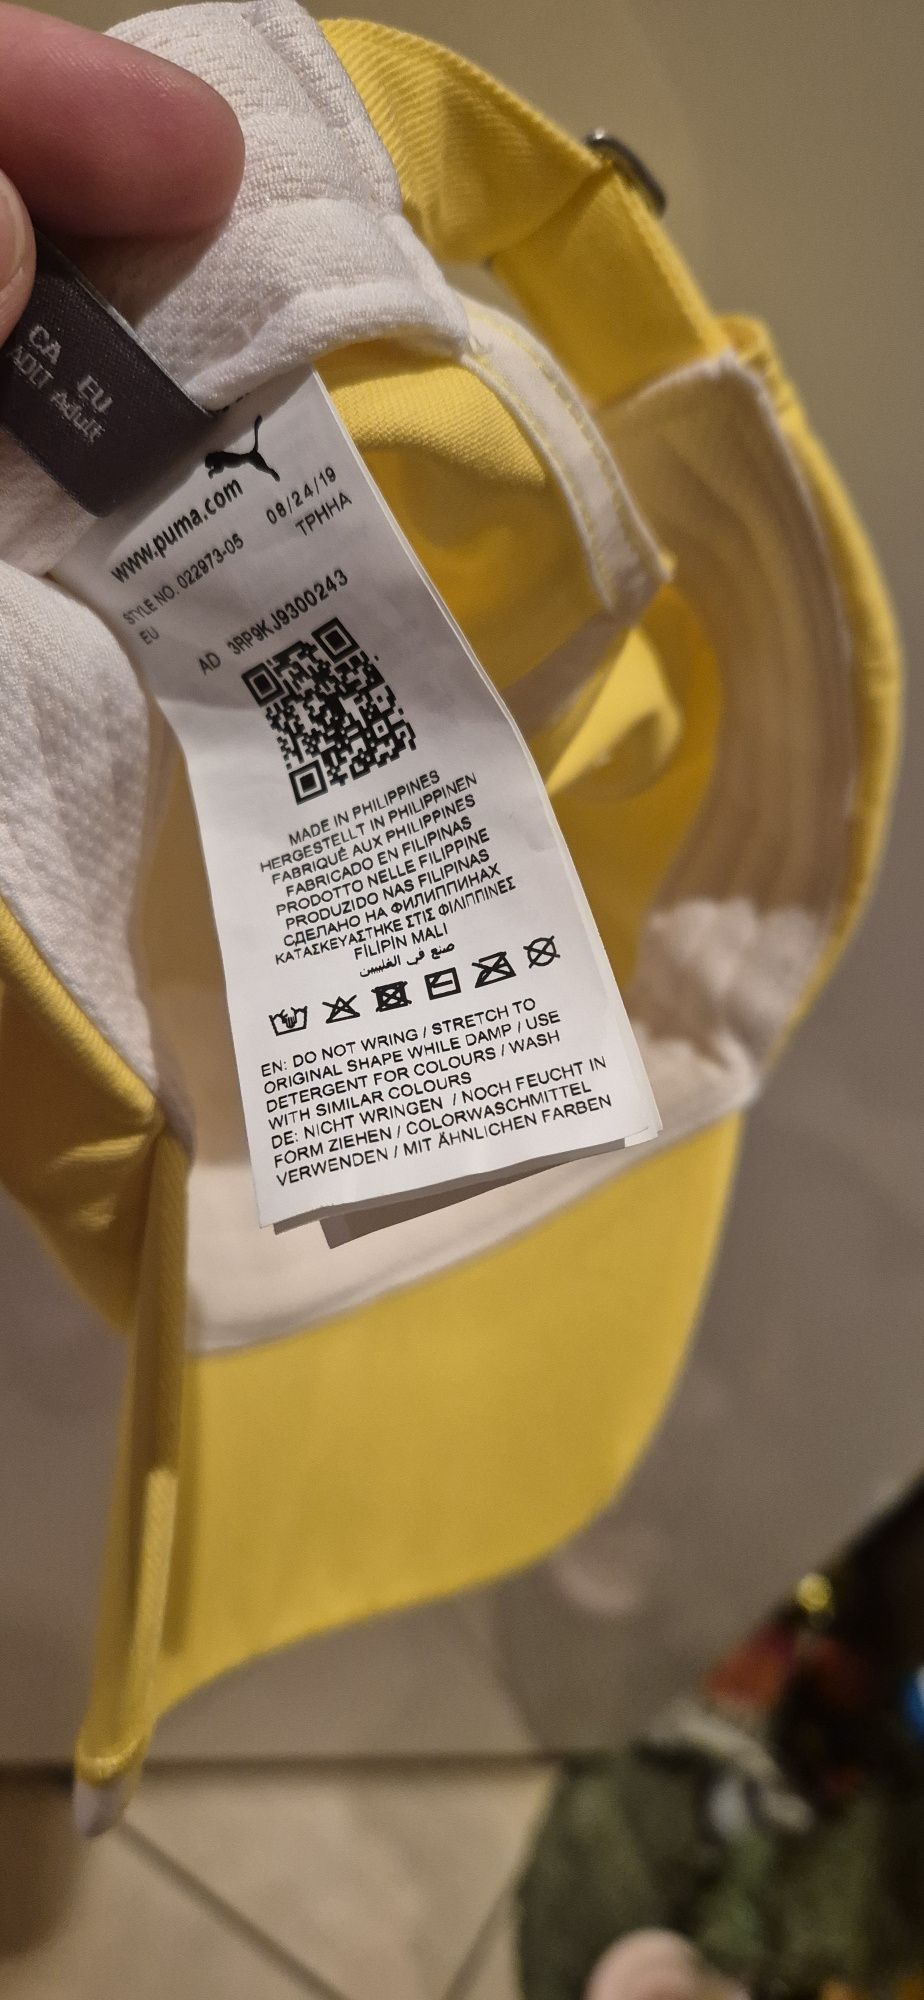 CA
ADLT
EU
Adult
www.puma.com
08/24/19
STYLE NO. 022973-05
TPHHA
EU
AD 3RP9KJ9300243
MADE IN PHILIPPINES
HERGESTELLT IN PHILIPPINEN
FABRIQUÉ AUX PHILIPPINES
FABRICADO EN FILIPINAS
PRODOTTO NELLE FILIPPINE
PRODUZIDO NAS FILIPINAS
СДЕЛАНО НА ФИЛИППИНАХ
ΚΑΤΑΣΚΕΥΑΣΤΗΚΕ ΣΤΙΣ ΦΙΛΙΠΠΙΝΕΣ
FİLİPİN MALI
صنع في الفلبين
EN: DO NOT WRING / STRETCH TO
ORIGINAL SHAPE WHILE DAMP / USE
DETERGENT FOR COLOURS / WASH
WITH SIMILAR COLOURS
DE: NICHT WRINGEN / NOCH FEUCHT IN
FORM ZIEHEN / COLORWASCHMITTEL
VERWENDEN / MIT ÄHNLICHEN FARBEN